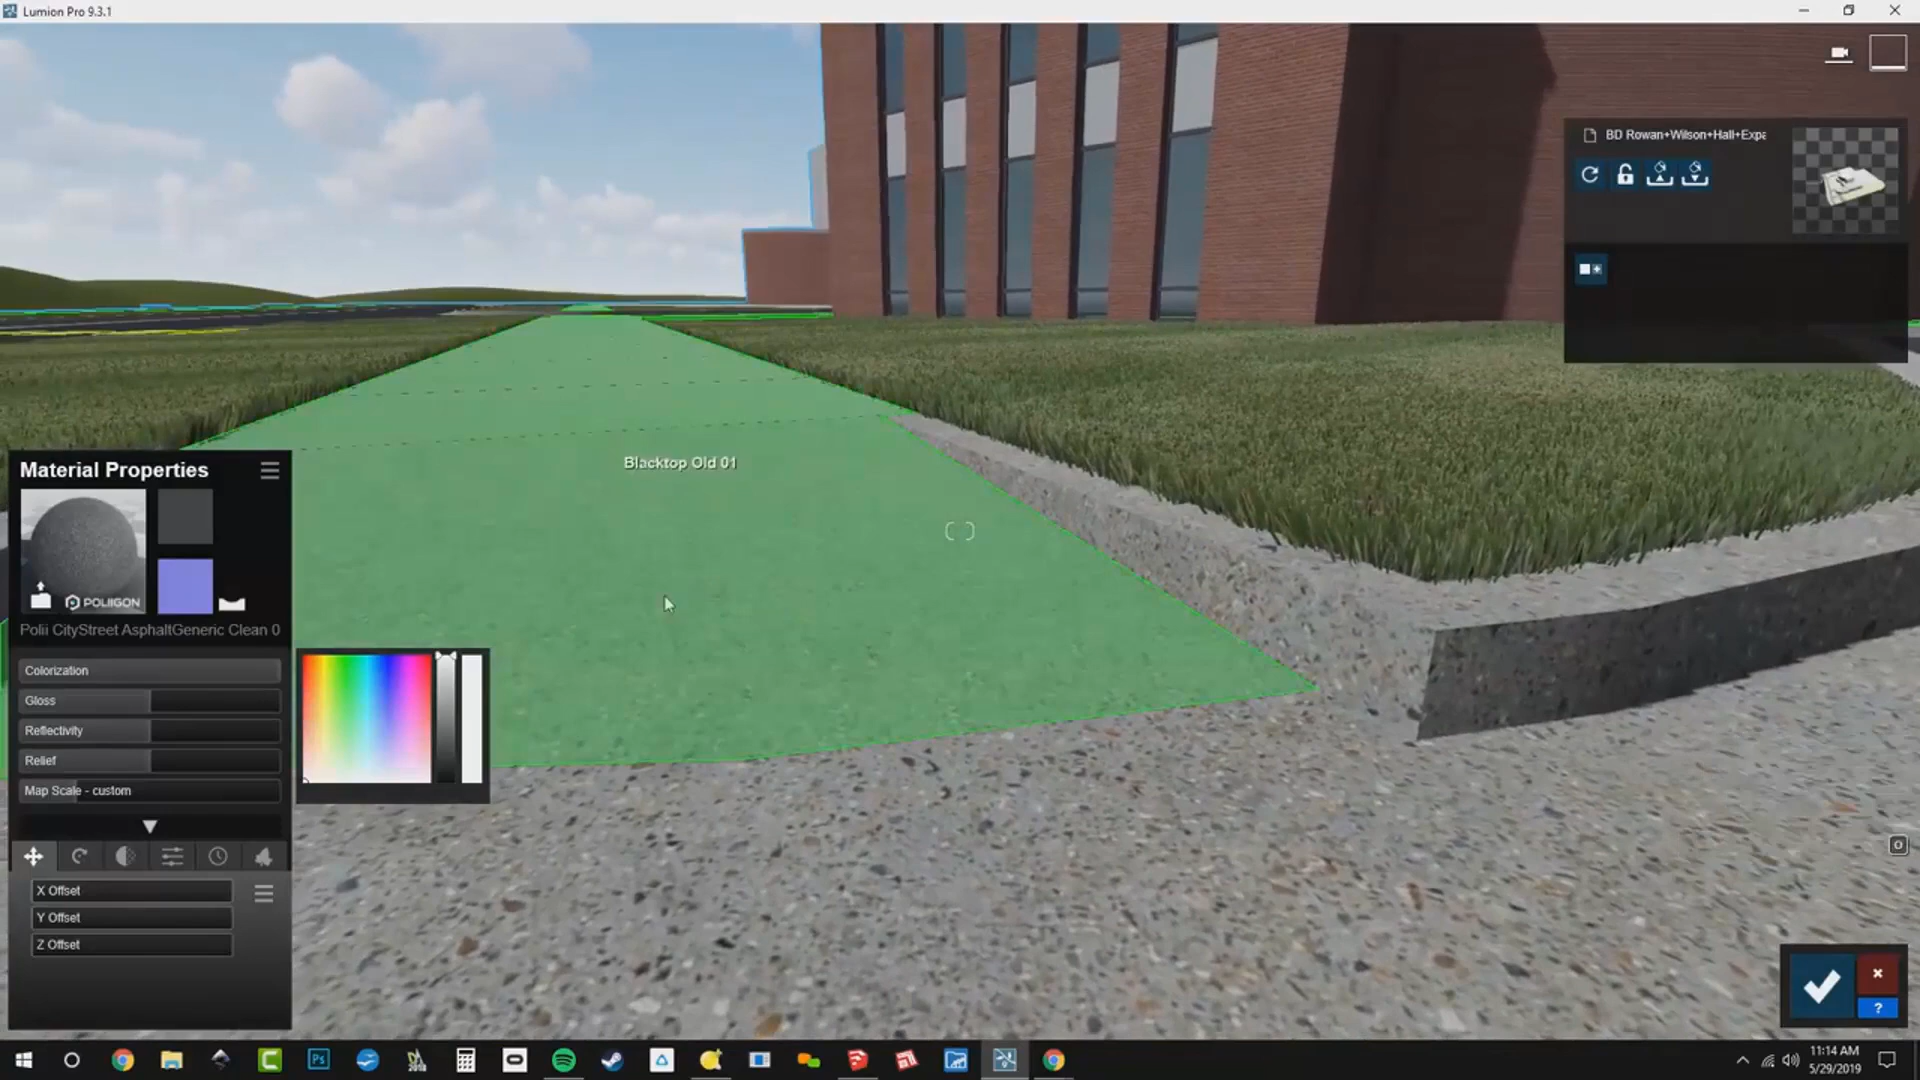 Lumion Pro 9.3.1
BD Rowan+Wilson+Hall+Expa
Blacktop Old 01
Material Properties
POLIIGON
Polii CityStreet AsphaltGeneric Clean 0
Colorization
Gloss
Reflectivity
Relief
Map Scale - custom
X Offset
Y Offset
Z Offset
O
?
Ps
11:14 AM
5/29/2019